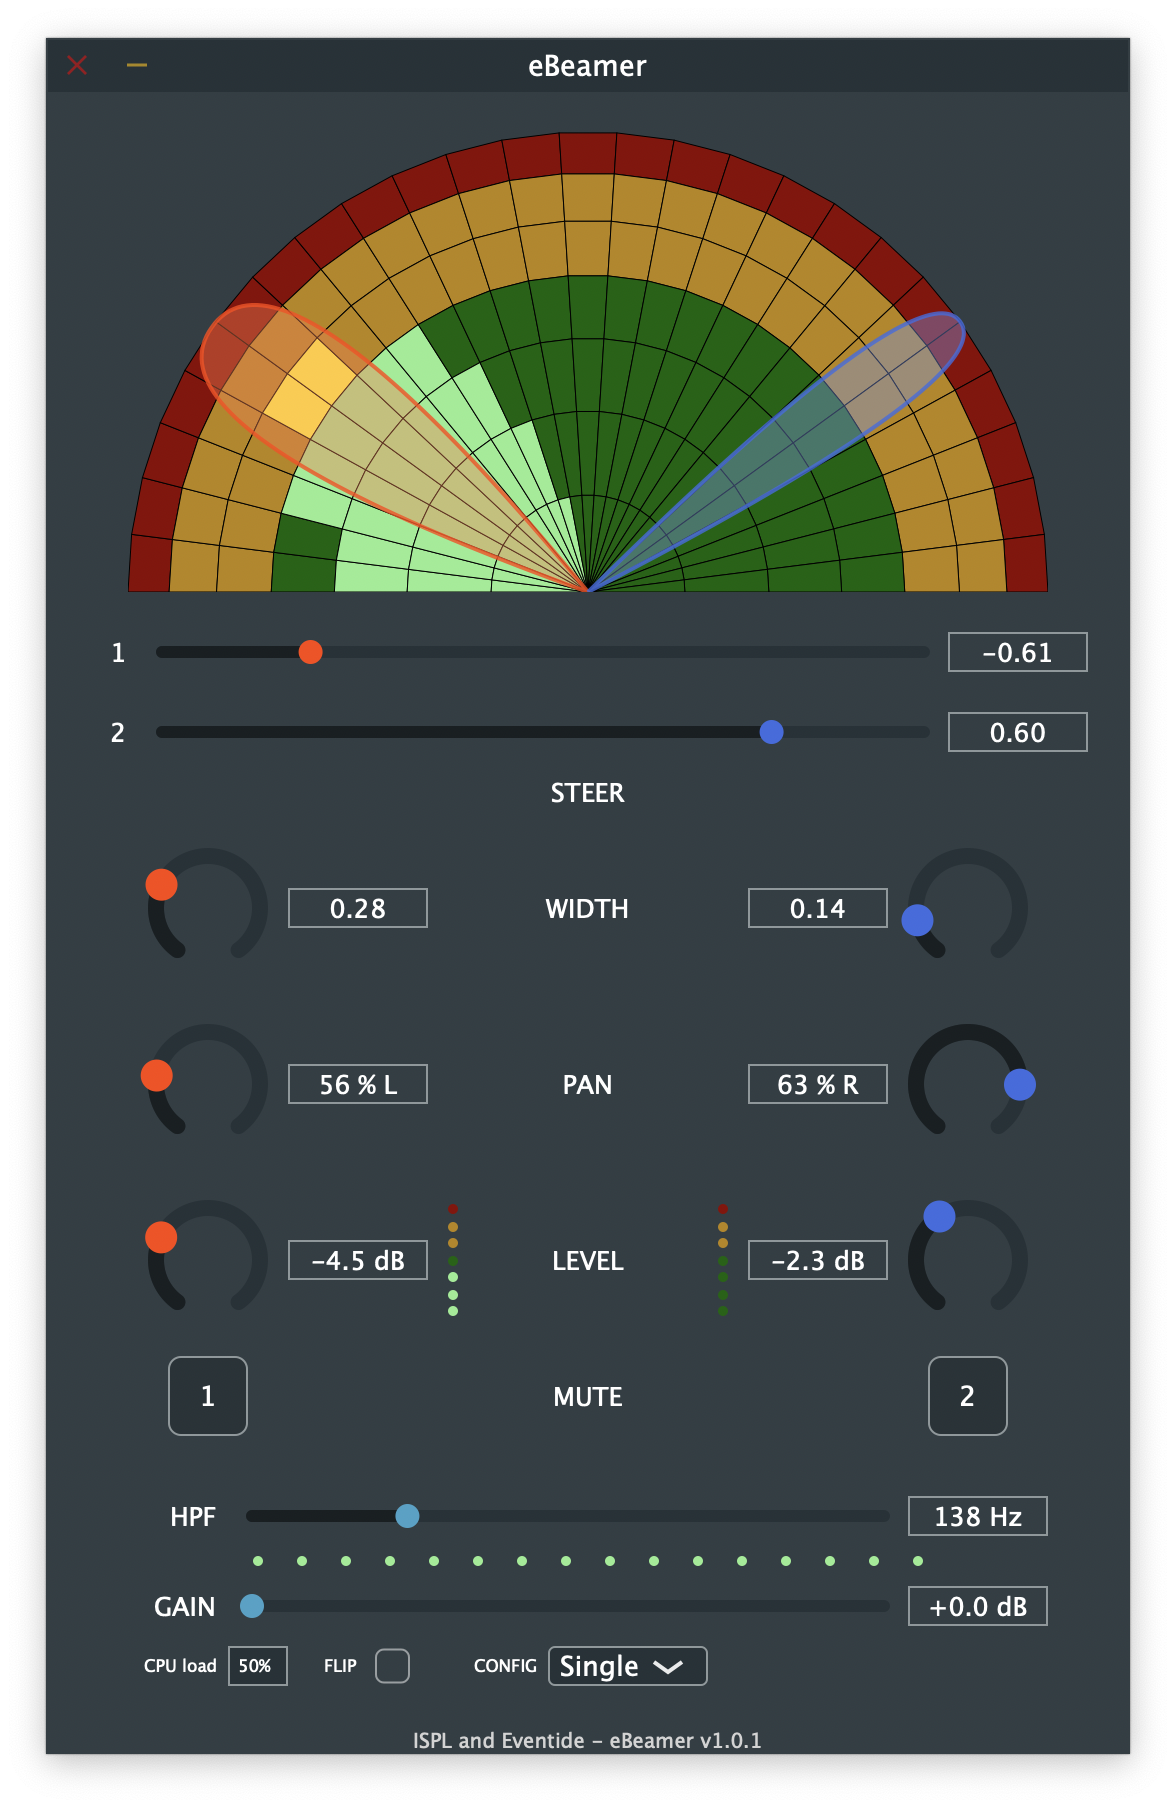 eBeamer
1 −0.61
2 0.60
STEER
0.28 WIDTH 0.14
56 % L PAN 63 % R
−4.5 dB LEVEL −2.3 dB
1 MUTE 2
HPF 138 Hz
GAIN +0.0 dB
CPU load 50% FLIP CONFIG Single
ISPL and Eventide – eBeamer v1.0.1